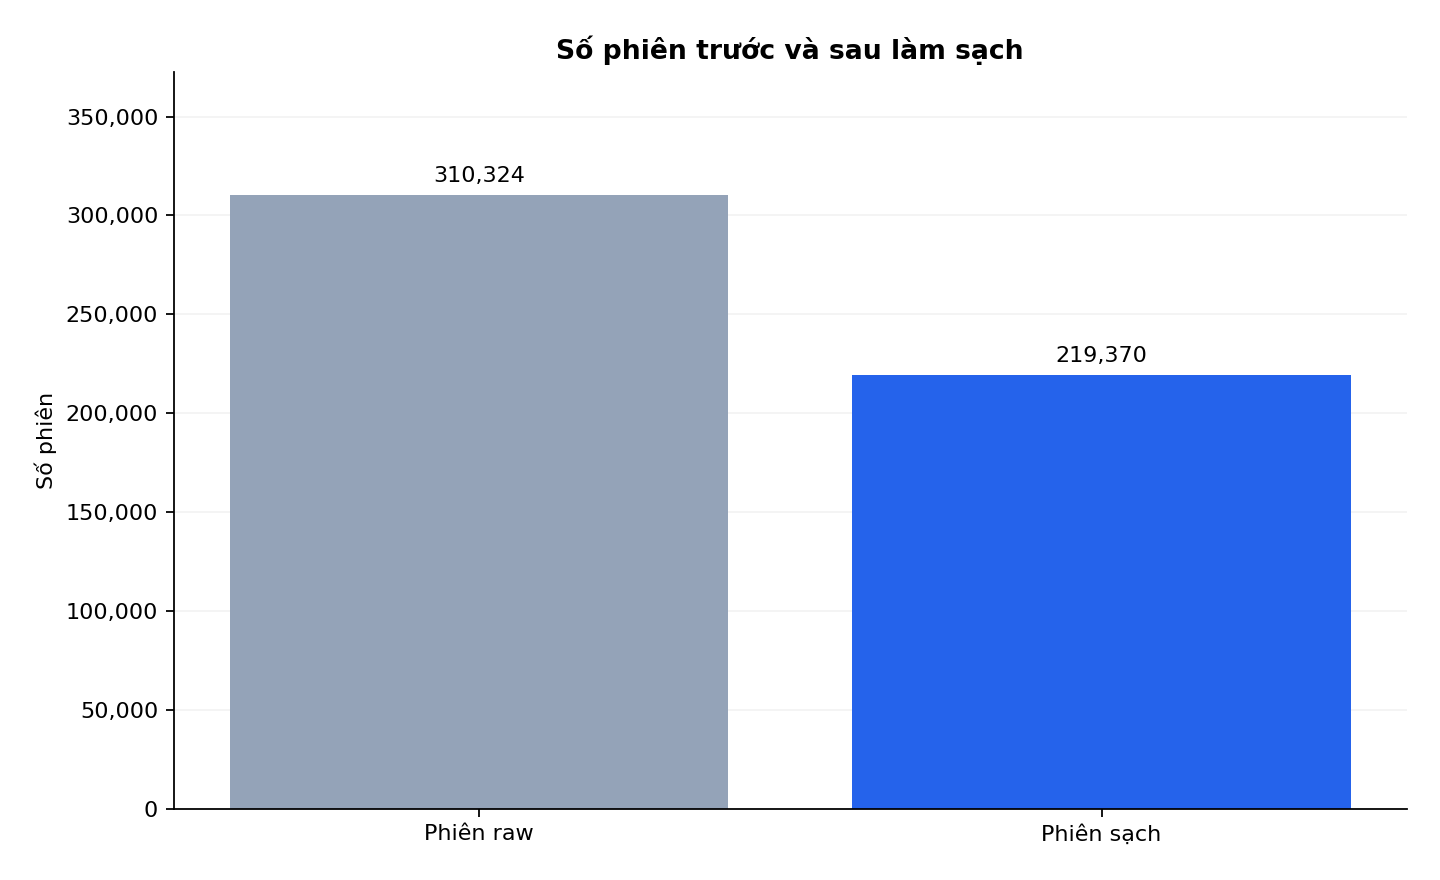 Số phiên trước và sau làm sạch
350,000
300,000
250,000
200,000
150,000
100,000
50,000
0
Số phiên
310,324
219,370
Phiên raw
Phiên sạch